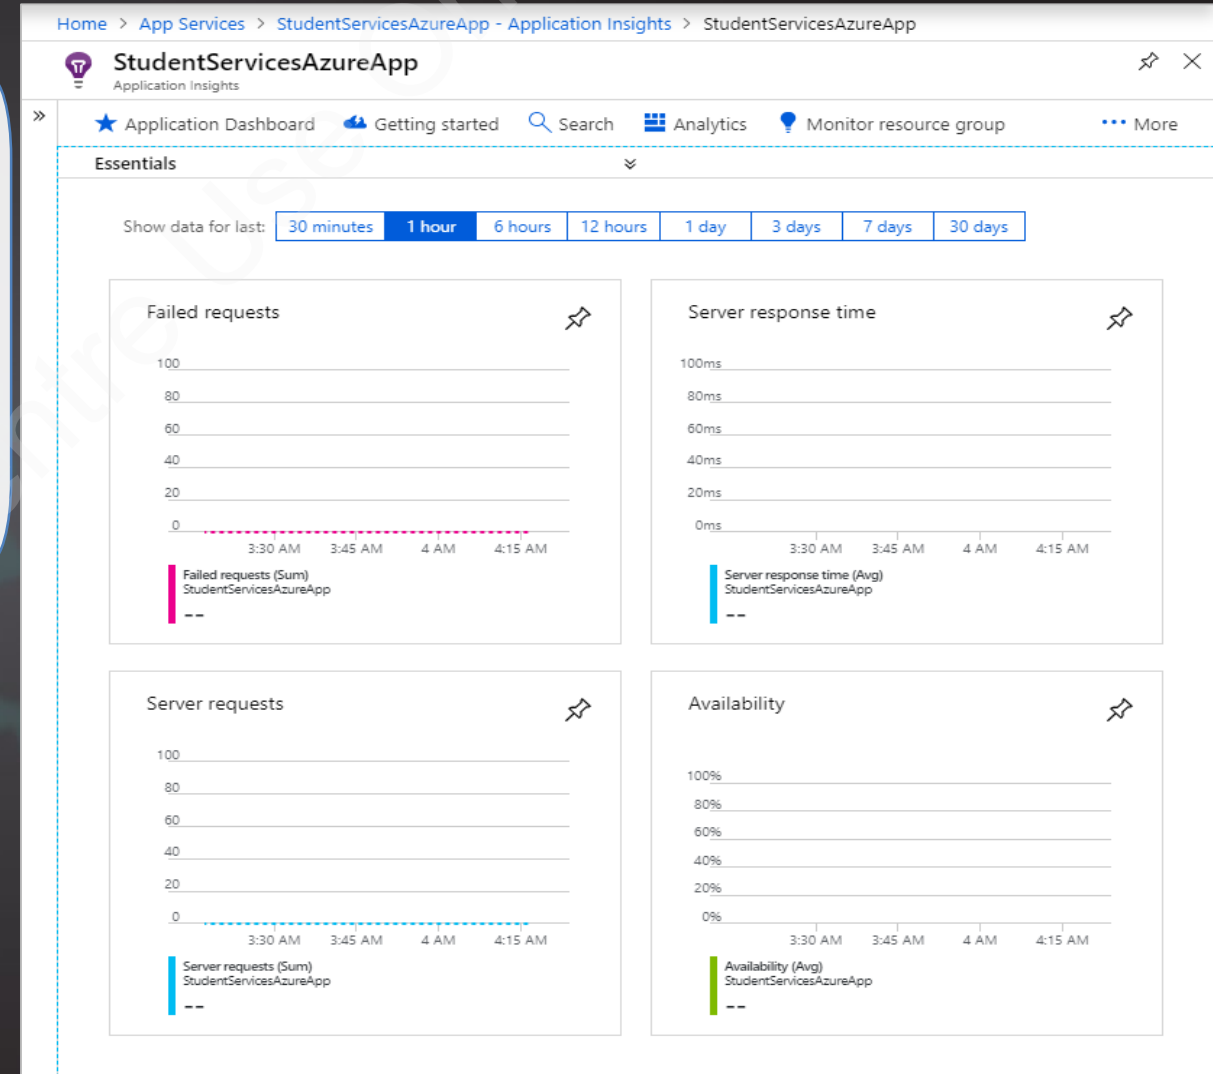 Home > App Services > StudentServicesAzureApp - Application Insights > StudentServicesAzureApp
StudentServicesAzureApp
Application Insights
» Application Dashboard Getting started Search Analytics Monitor resource group ••• More
Essentials
Show data for last: 30 minutes 1 hour 6 hours 12 hours 1 day 3 days 7 days 30 days
Failed requests
100
80
60
40
20
0
3:30 AM 3:45 AM 4 AM 4:15 AM
Failed requests (Sum)
StudentServicesAzureApp
--
Server response time
100ms
80ms
60ms
40ms
20ms
0ms
3:30 AM 3:45 AM 4 AM 4:15 AM
Server response time (Avg)
StudentServicesAzureApp
--
Server requests
100
80
60
40
20
0
3:30 AM 3:45 AM 4 AM 4:15 AM
Server requests (Sum)
StudentServicesAzureApp
--
Availability
100%
80%
60%
40%
20%
0%
3:30 AM 3:45 AM 4 AM 4:15 AM
Availability (Avg)
StudentServicesAzureApp
--